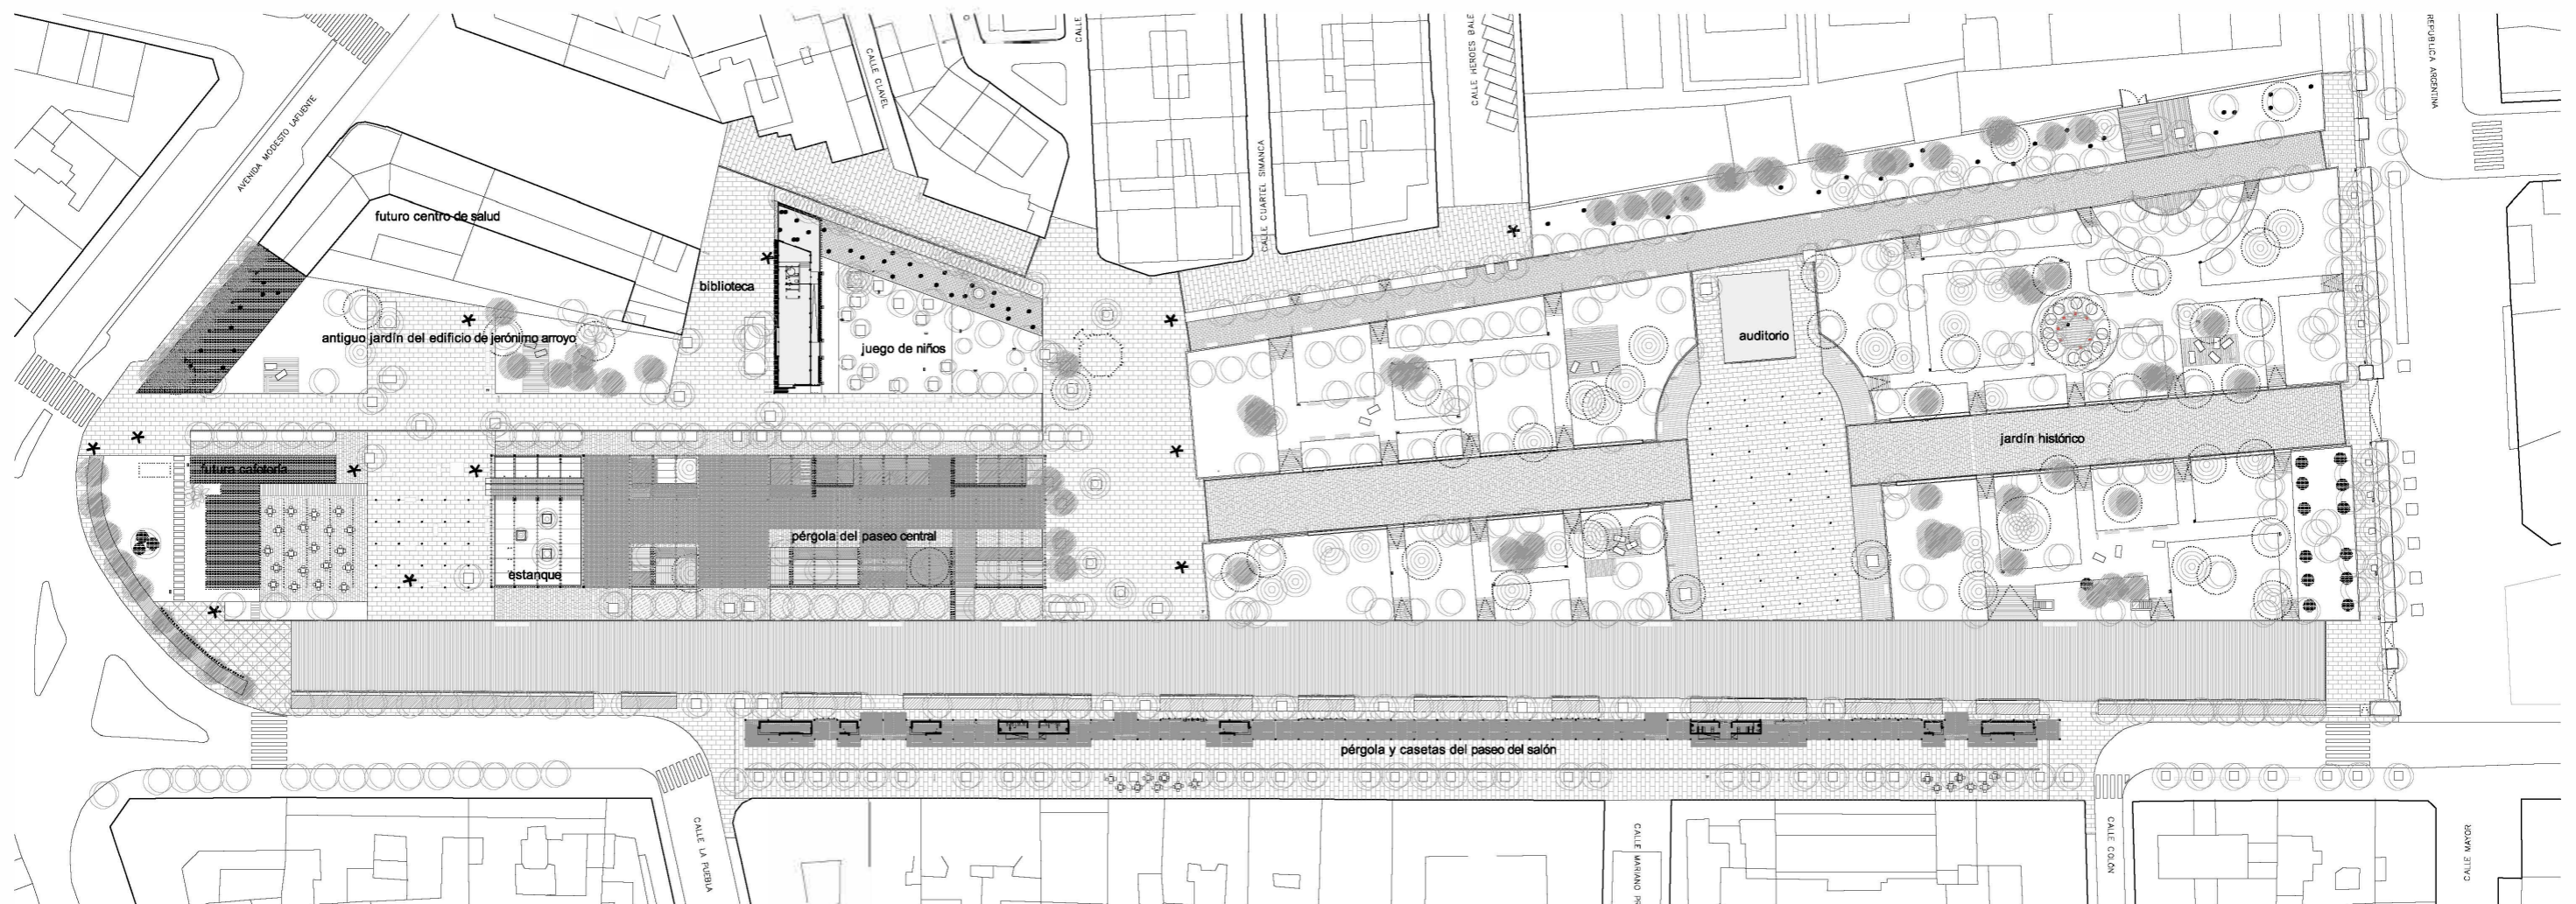 AVENIDA MODESTO LAFUENTE
CALLE CLAVEL
CALLE
CALLE CUARTEL SIMANCA
CALLE HEROES BALE
REPUBLICA ARGENTINA
futuro centro de salud
biblioteca
antiguo jardín del edificio de jerónimo arroyo
juego de niños
auditorio
jardín histórico
futura cafetería
pérgola del paseo central
estanque
pérgola y casetas del paseo del salón
CALLE LA PUEBLA
CALLE MARIANO PR
CALLE COLÓN
CALLE MAYOR